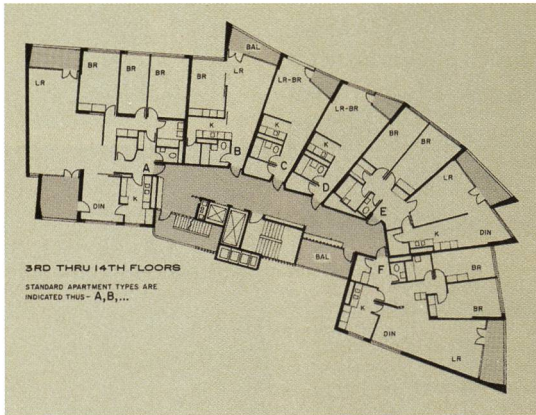 BAL
LR
BR
BR
BR
BR
LR
LR-BR
LR-BR
BR
BR
K
K
K
A
B
C
D
E
LR
DIN
K
K
DIN
BAL
F
BR
BR
K
DIN
LR
3RD THRU 14TH FLOORS
STANDARD APARTMENT TYPES ARE
INDICATED THUS- A,B,...